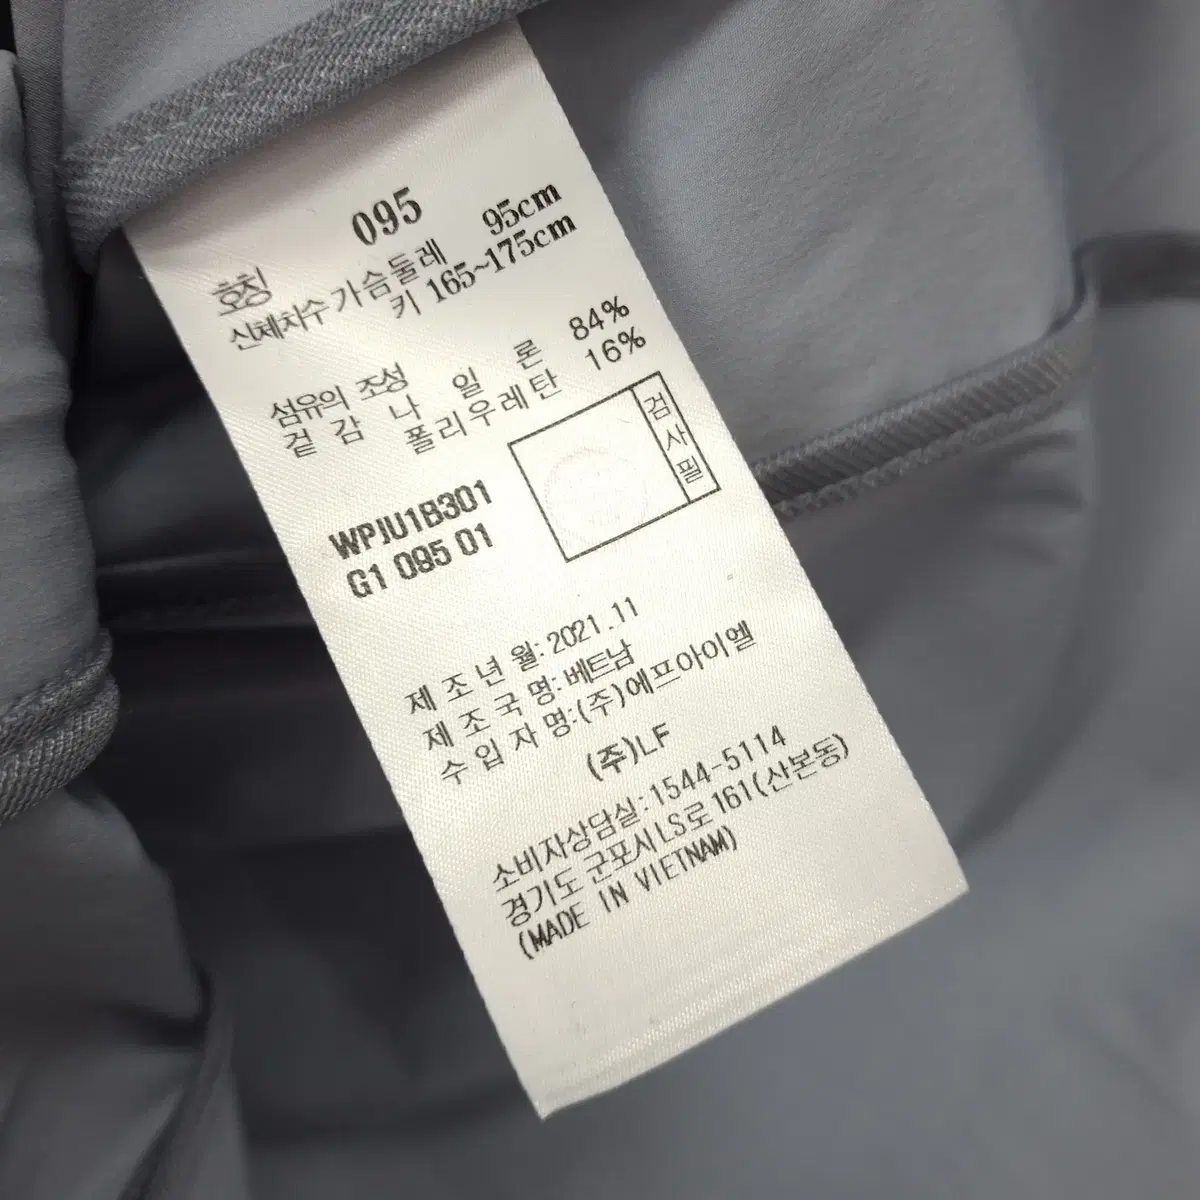 호칭 095
신체치수 가슴둘레 95cm
키 165~175cm
섬유의 조성
겉감 나일론 84%
폴리우레탄 16%
검사필
WPJU1B301
G1 095 01
제조년월: 2021.11
제조국명: 베트남
수입자명: (주)에프아이엘
(주)LF
소비자상담실: 1544-5114
경기도 군포시 LS로 161(산본동)
(MADE IN VIETNAM)